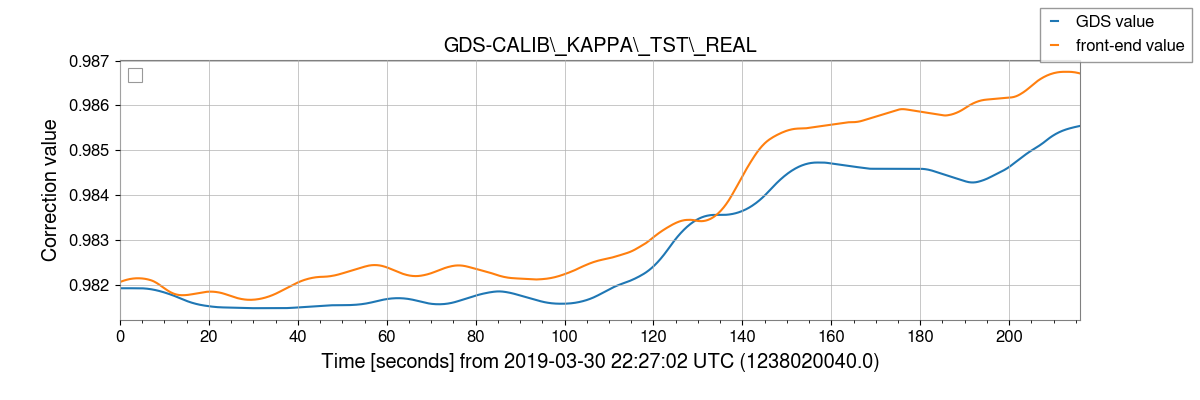 GDS value
front-end value
GDS-CALIB\_KAPPA\_TST\_REAL
0.987
0.986
0.985
0.984
0.983
0.982
Correction value
0 20 40 60 80 100 120 140 160 180 200
Time [seconds] from 2019-03-30 22:27:02 UTC (1238020040.0)